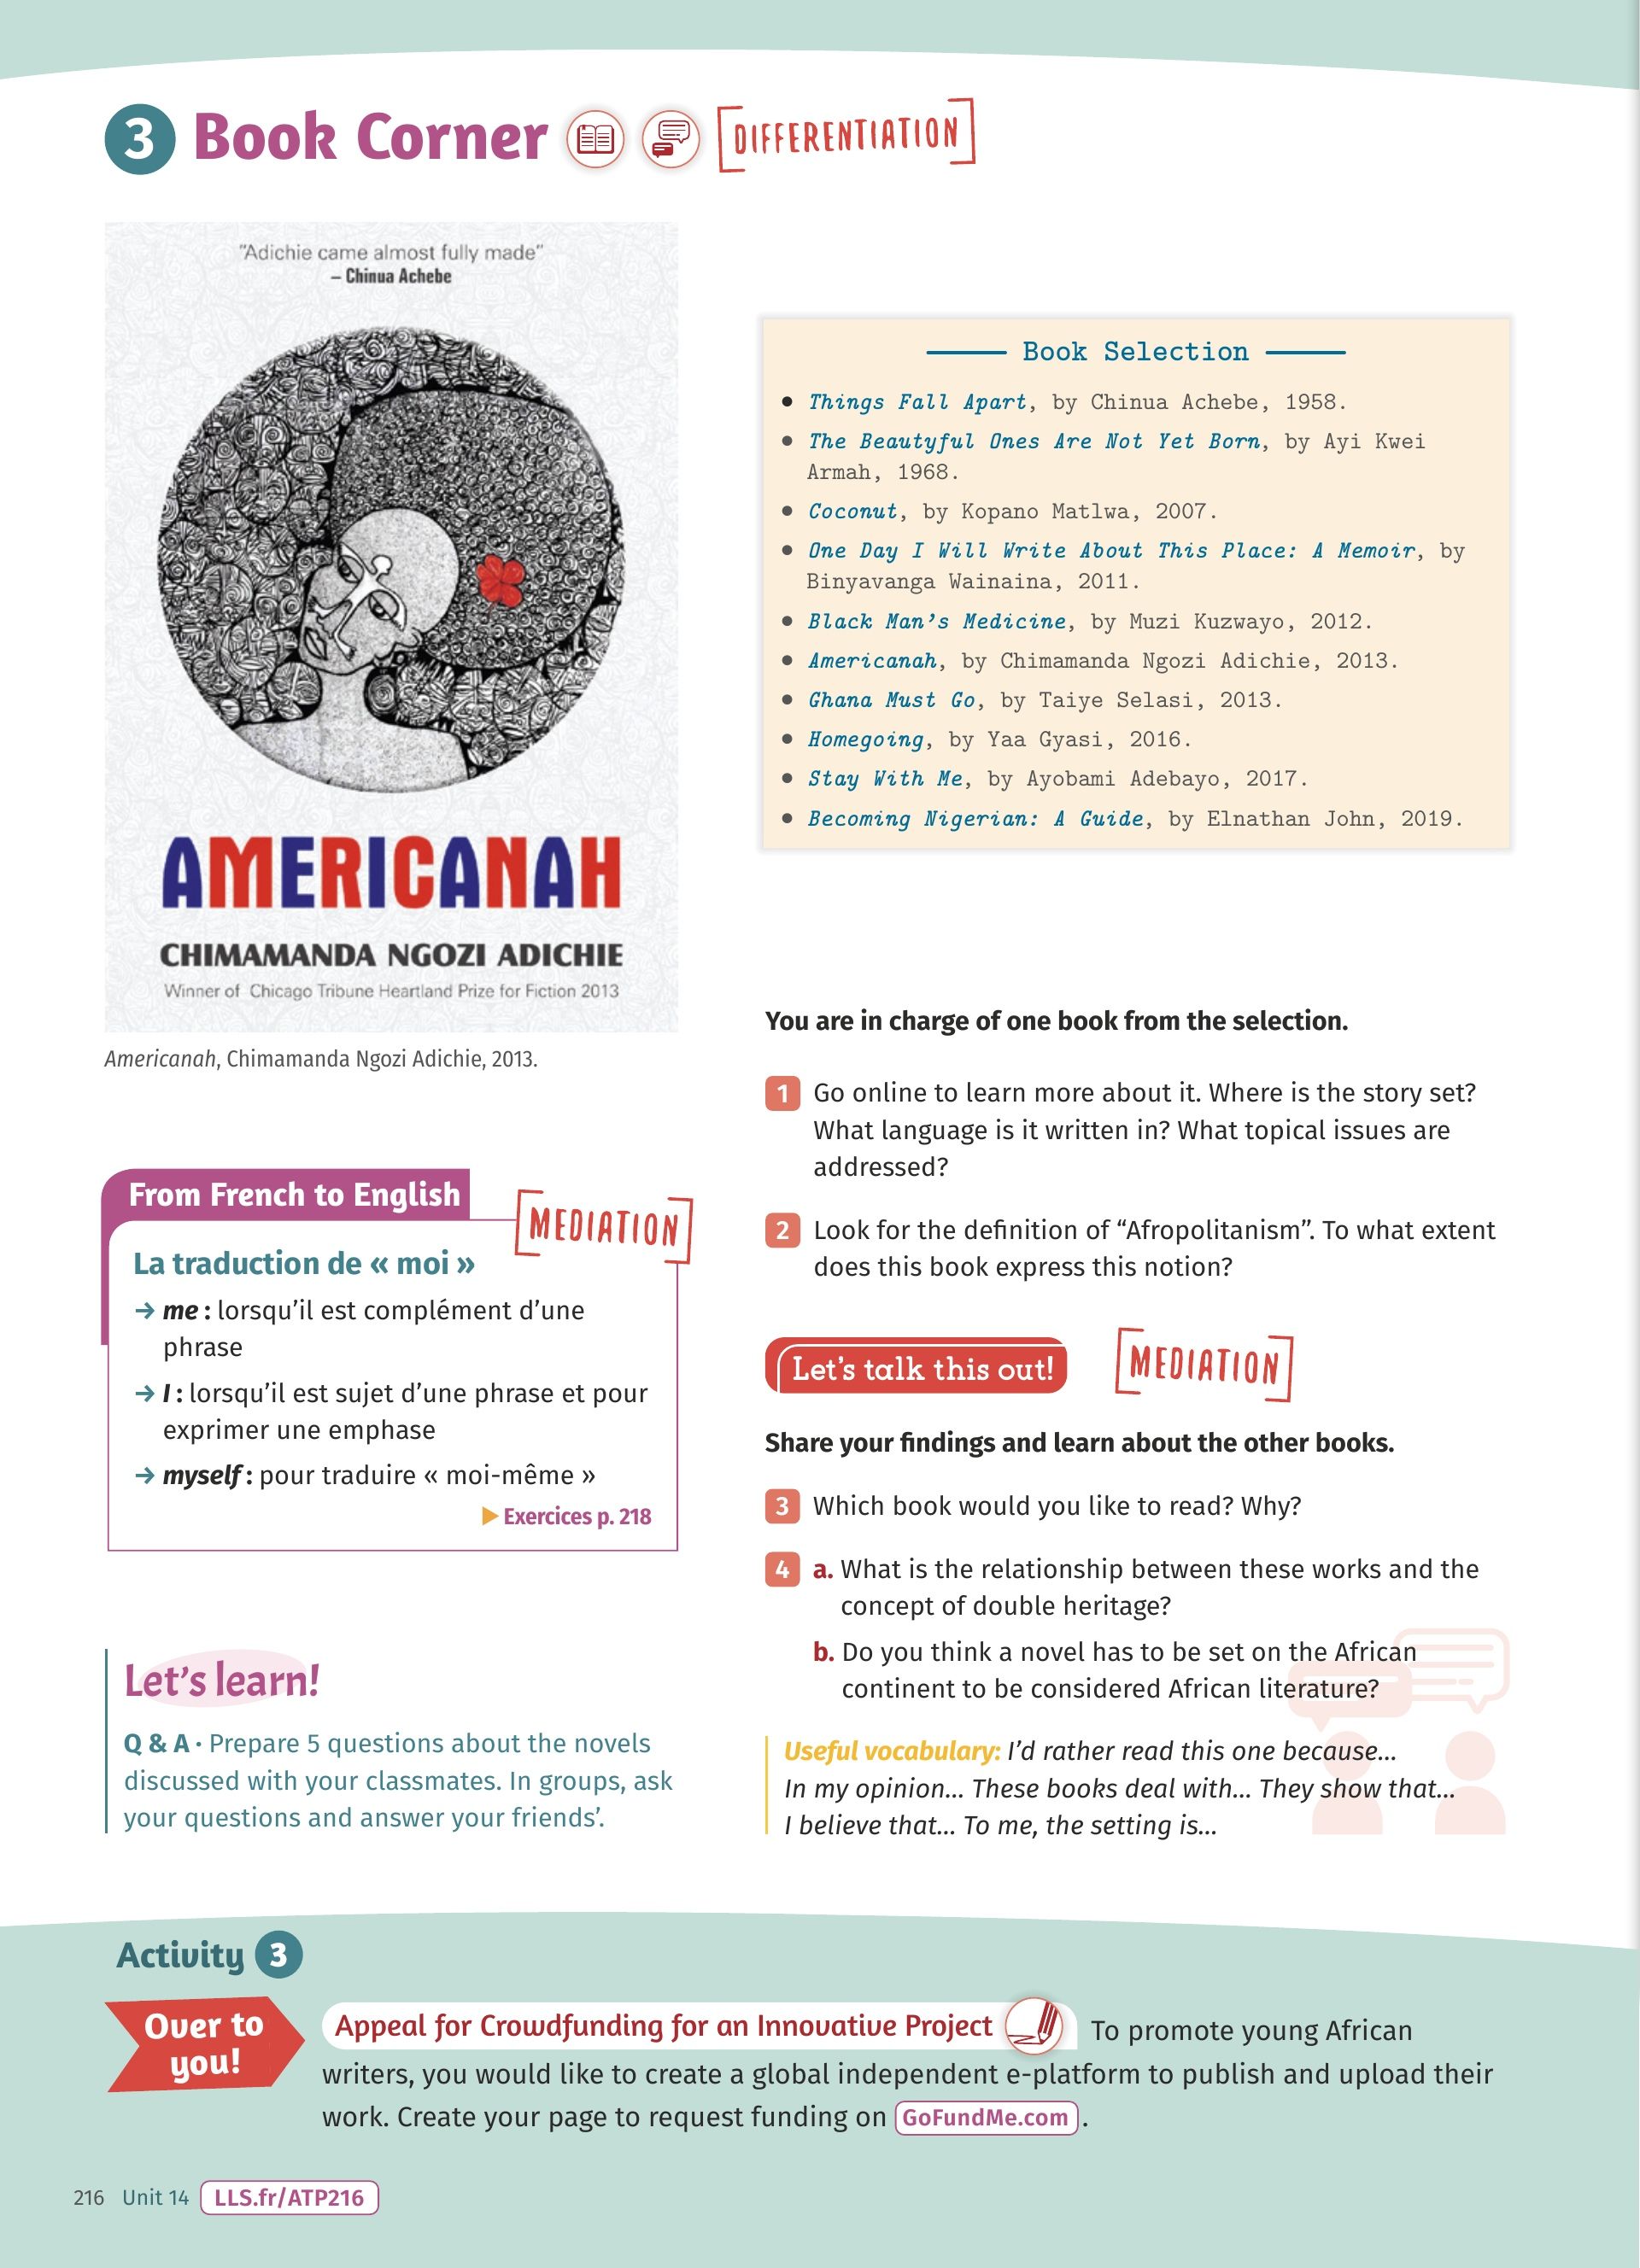 3 Book Corner DIFFERENTIATION
"Adichie came almost fully made"
– Chinua Achebe
AMERICANAH
CHIMAMANDA NGOZI ADICHIE
Winner of Chicago Tribune Heartland Prize for Fiction 2013
Americanah, Chimamanda Ngozi Adichie, 2013.
Book Selection
• Things Fall Apart, by Chinua Achebe, 1958.
• The Beautyful Ones Are Not Yet Born, by Ayi Kwei
Armah, 1968.
• Coconut, by Kopano Matlwa, 2007.
• One Day I Will Write About This Place: A Memoir, by
Binyavanga Wainaina, 2011.
• Black Man's Medicine, by Muzi Kuzwayo, 2012.
• Americanah, by Chimamanda Ngozi Adichie, 2013.
• Ghana Must Go, by Taiye Selasi, 2013.
• Homegoing, by Yaa Gyasi, 2016.
• Stay With Me, by Ayobami Adebayo, 2017.
• Becoming Nigerian: A Guide, by Elnathan John, 2019.
From French to English
MEDIATION
La traduction de « moi »
→ me : lorsqu'il est complément d'une
phrase
→ I : lorsqu'il est sujet d'une phrase et pour
exprimer une emphase
→ myself : pour traduire « moi-même »
▶ Exercices p. 218
Let's learn!
Q & A · Prepare 5 questions about the novels
discussed with your classmates. In groups, ask
your questions and answer your friends'.
You are in charge of one book from the selection.
1 Go online to learn more about it. Where is the story set?
What language is it written in? What topical issues are
addressed?
2 Look for the definition of “Afropolitanism”. To what extent
does this book express this notion?
Let's talk this out!
MEDIATION
Share your findings and learn about the other books.
3 Which book would you like to read? Why?
4 a. What is the relationship between these works and the
concept of double heritage?
b. Do you think a novel has to be set on the African
continent to be considered African literature?
Useful vocabulary: I'd rather read this one because...
In my opinion... These books deal with... They show that...
I believe that... To me, the setting is...
Activity 3
Over to
you!
Appeal for Crowdfunding for an Innovative Project To promote young African
writers, you would like to create a global independent e-platform to publish and upload their
work. Create your page to request funding on GoFundMe.com .
216 Unit 14 LLS.fr/ATP216